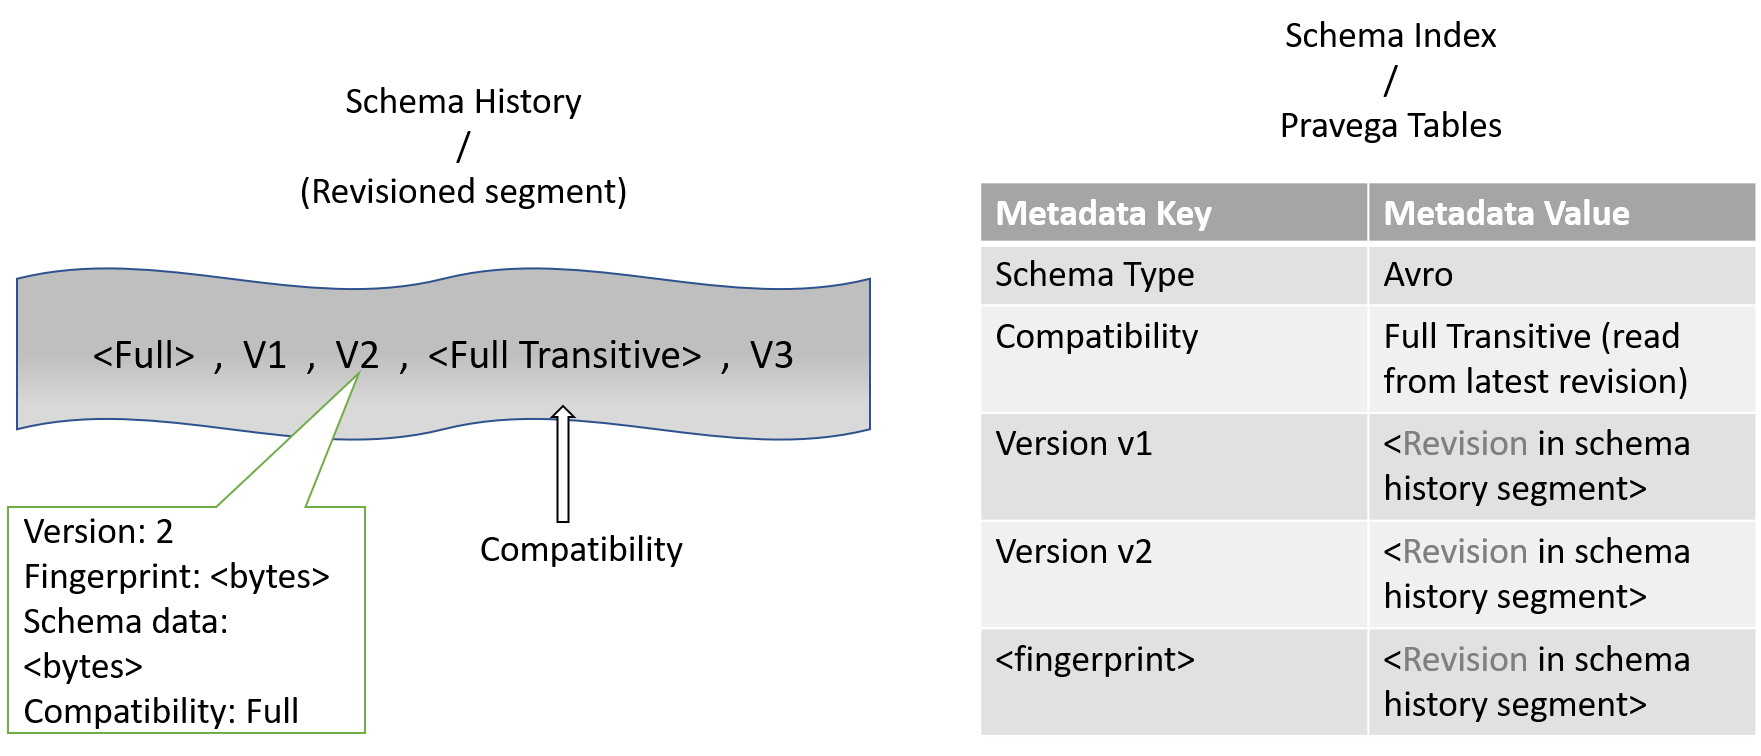 Schema History
/
(Revisioned segment)
<Full> , V1 , V2 , <Full Transitive> , V3
Version: 2
Fingerprint: <bytes>
Schema data:
<bytes>
Compatibility: Full
Compatibility
Schema Index
/
Pravega Tables
Metadata Key Metadata Value
Schema Type Avro
Compatibility Full Transitive (read
from latest revision)
Version v1 <Revision in schema
history segment>
Version v2 <Revision in schema
history segment>
<fingerprint> <Revision in schema
history segment>